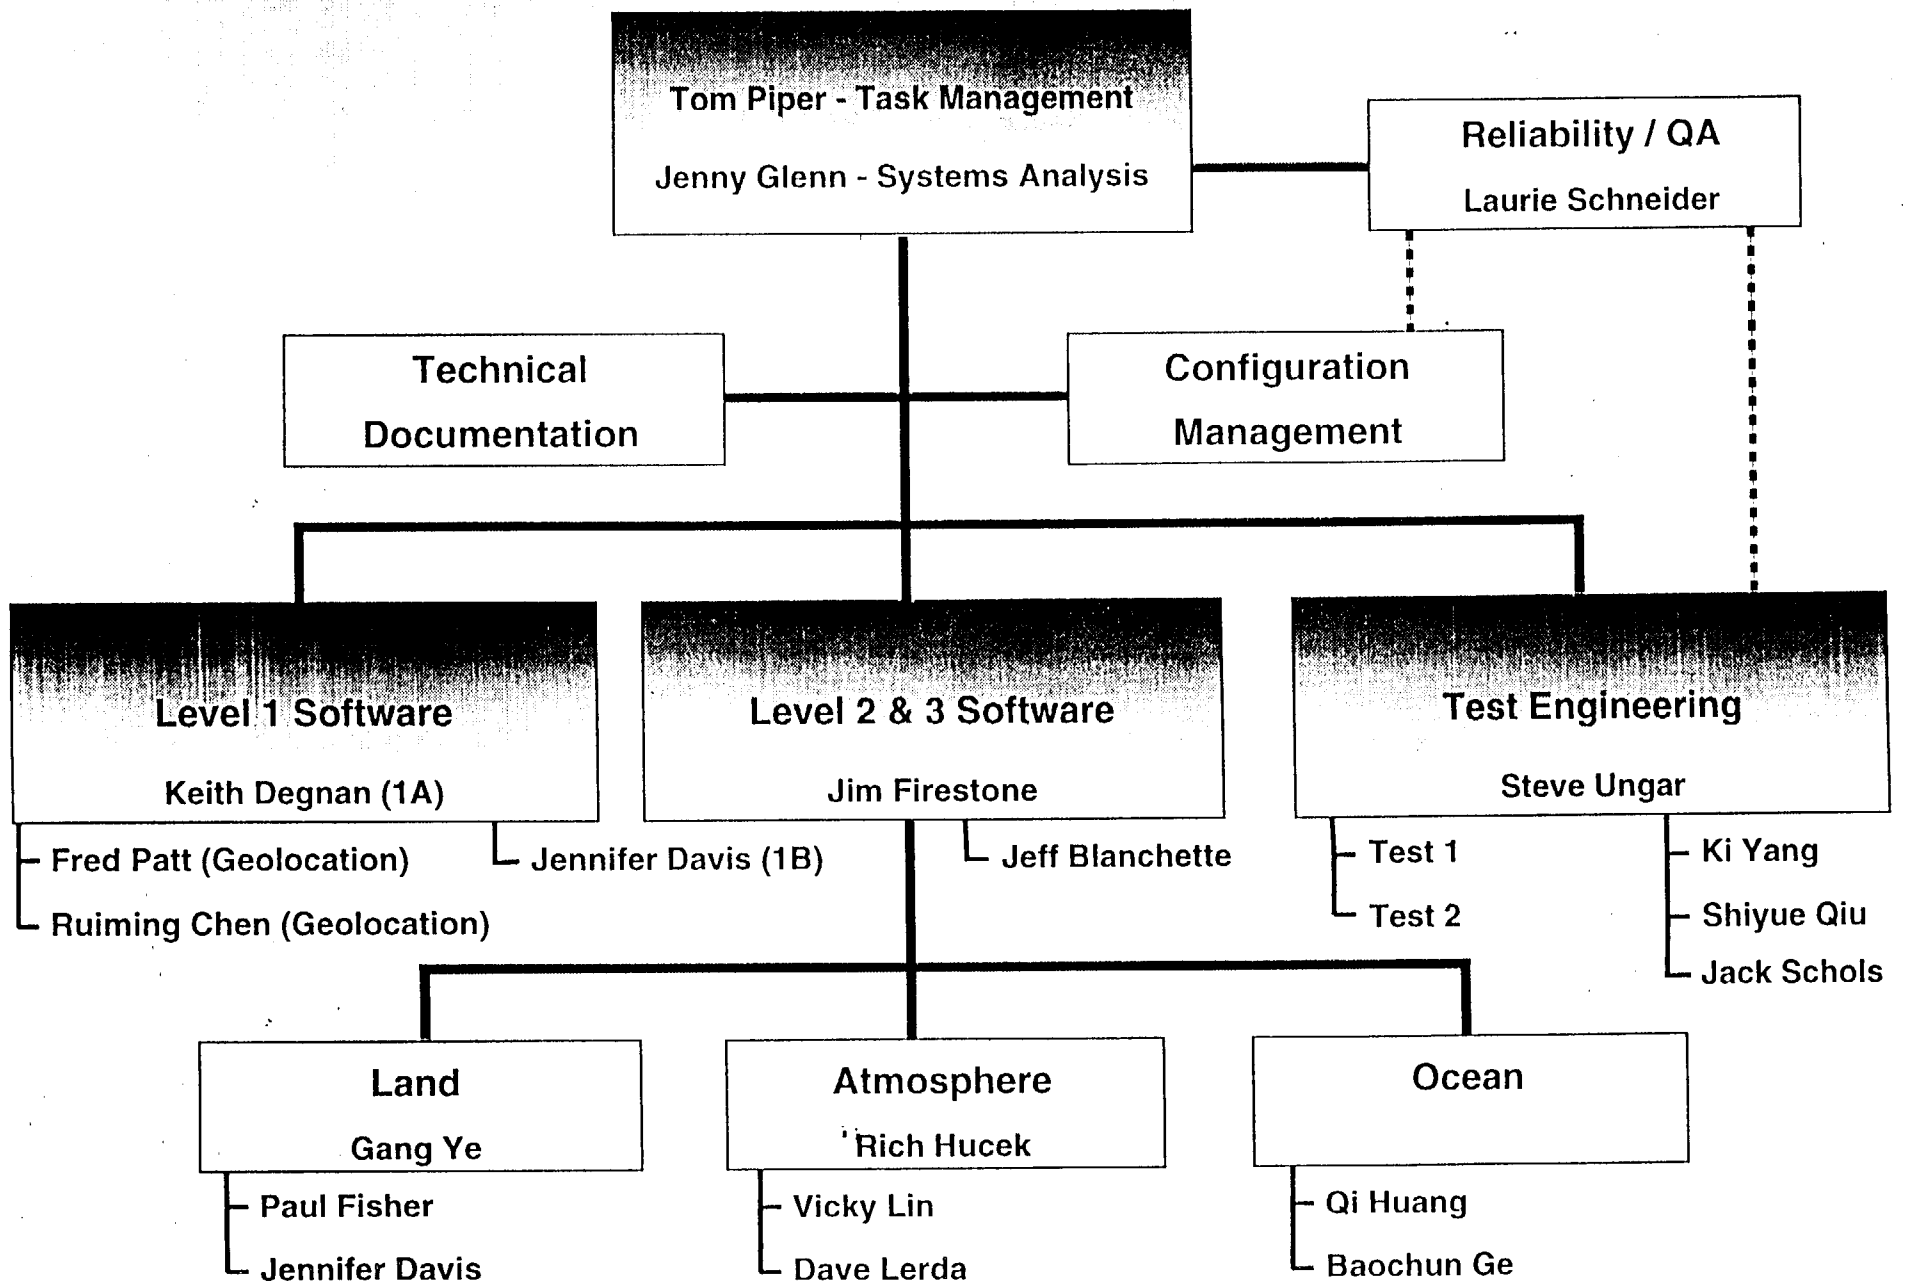 Tom Piper - Task Management
Jenny Glenn - Systems Analysis
Reliability / QA
Laurie Schneider
Technical
Documentation
Configuration
Management
Level 1 Software
Keith Degnan (1A)
Fred Patt (Geolocation)
Ruiming Chen (Geolocation)
Jennifer Davis (1B)
Level 2 & 3 Software
Jim Firestone
Jeff Blanchette
Test Engineering
Steve Ungar
Test 1
Test 2
Ki Yang
Shiyue Qiu
Jack Schols
Land
Gang Ye
Paul Fisher
Jennifer Davis
Atmosphere
Rich Hucek
Vicky Lin
Dave Lerda
Ocean
Qi Huang
Baochun Ge